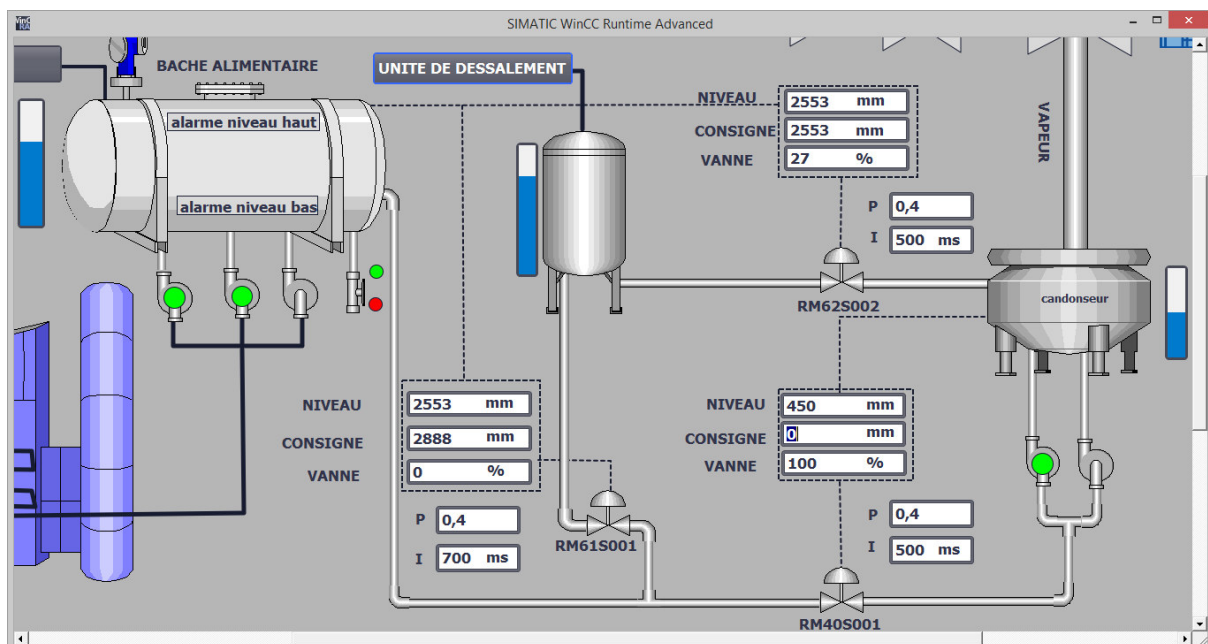 SIMATIC WinCC Runtime Advanced
BACHE ALIMENTAIRE
UNITE DE DESSALEMENT
alarme niveau haut
alarme niveau bas
NIVEAU 2553 mm
CONSIGNE 2553 mm
VANNE 27 %
P 0,4
I 500 ms
VAPEUR
RM62S002
candonseur
NIVEAU 2553 mm
CONSIGNE 2888 mm
VANNE 0 %
P 0,4
I 700 ms
RM61S001
NIVEAU 450 mm
CONSIGNE 0 mm
VANNE 100 %
P 0,4
I 500 ms
RM40S001